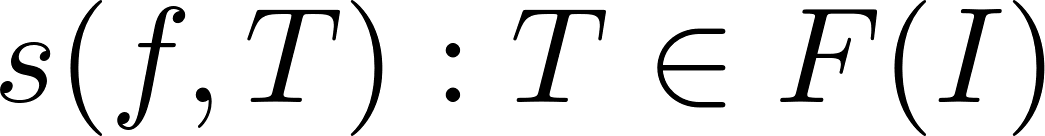 s(f,T) : T ∈ F(I)